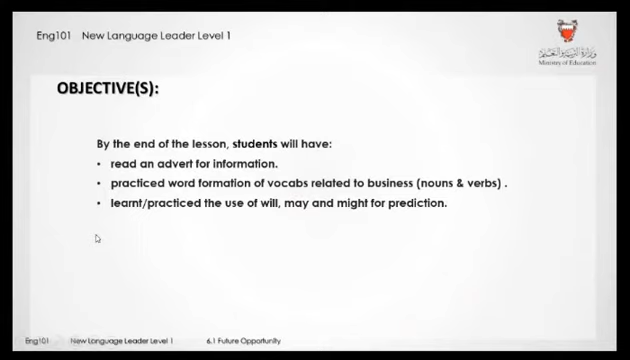 Eng101 New Language Leader Level 1
وزارة التربية والتعليم
Ministry of Education
OBJECTIVE(S):
By the end of the lesson, students will have:
• read an advert for information.
• practiced word formation of vocabs related to business (nouns & verbs) .
• learnt/practiced the use of will, may and might for prediction.
Eng101 New Language Leader Level 1 6.1 Future Opportunity